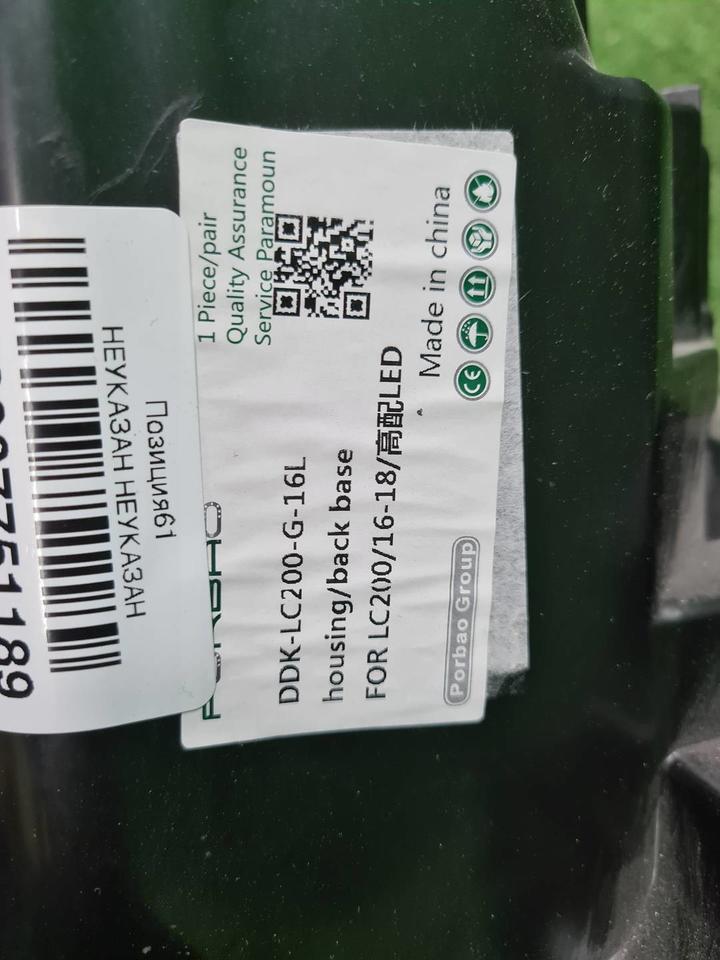 НЕУКАЗАН НЕУКАЗАН
Позиция61
1 Piece/pair
Quality Assurance
Service Paramoun
DDK-LC200-G-16L
housing/back base
FOR LC200/16-18/高配LED
Made in china
CE
Porbao Group